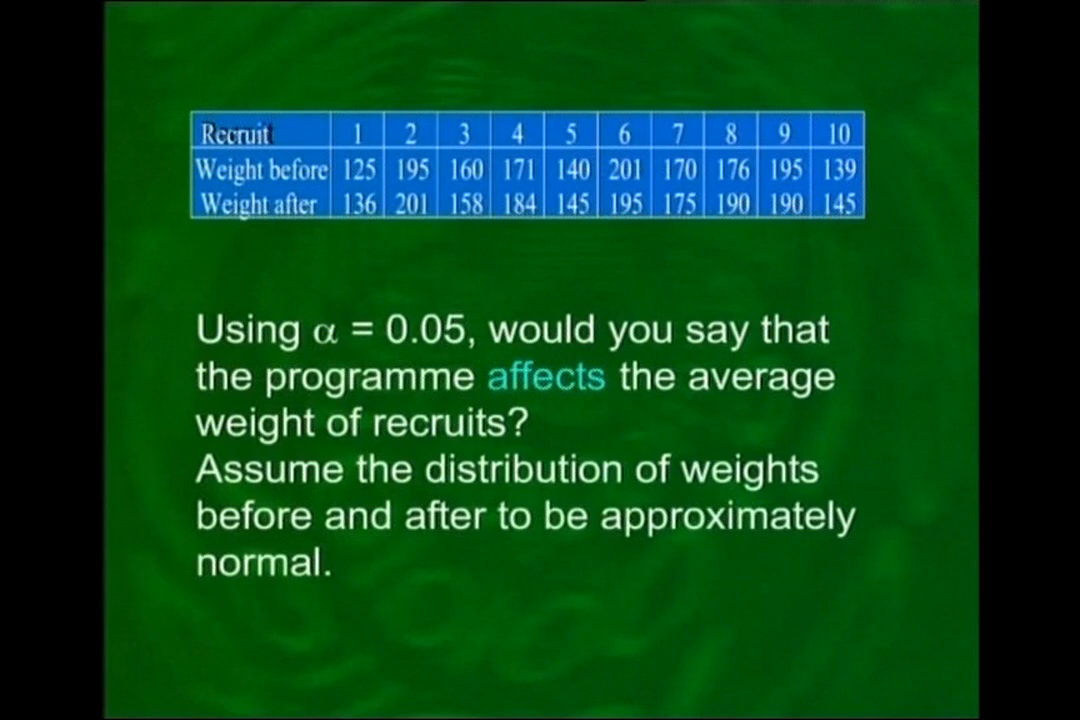 Recruit 1 2 3 4 5 6 7 8 9 10
Weight before 125 195 160 171 140 201 170 176 195 139
Weight after 136 201 158 184 145 195 175 190 190 145
Using α = 0.05, would you say that
the programme affects the average
weight of recruits?
Assume the distribution of weights
before and after to be approximately
normal.